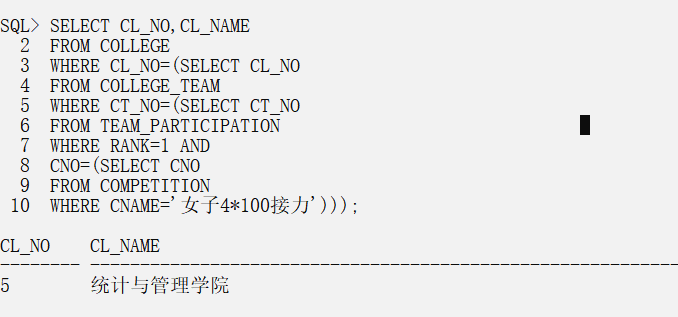 SQL> SELECT CL_NO,CL_NAME
2 FROM COLLEGE
3 WHERE CL_NO=(SELECT CL_NO
4 FROM COLLEGE_TEAM
5 WHERE CT_NO=(SELECT CT_NO
6 FROM TEAM_PARTICIPATION
7 WHERE RANK=1 AND
8 CNO=(SELECT CNO
9 FROM COMPETITION
10 WHERE CNAME='女子4*100接力')));
CL_NO CL_NAME
-------- -----------------------------------------------------------
5 统计与管理学院